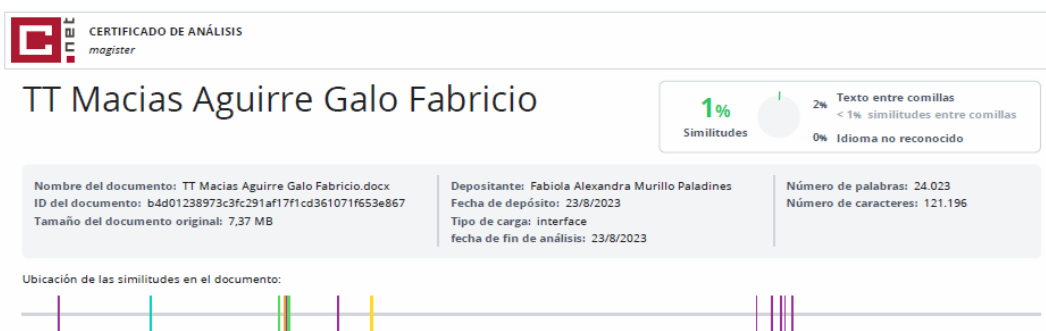 C
.net
CERTIFICADO DE ANÁLISIS
magister
TT Macias Aguirre Galo Fabricio
1%
Similitudes
2% Texto entre comillas
< 1% similitudes entre comillas
0% Idioma no reconocido
Nombre del documento: TT Macias Aguirre Galo Fabricio.docx
ID del documento: b4d01238973c3fc291af17f1cd361071f653e867
Tamaño del documento original: 7,37 MB
Depositante: Fabiola Alexandra Murillo Paladines
Fecha de depósito: 23/8/2023
Tipo de carga: interface
fecha de fin de análisis: 23/8/2023
Número de palabras: 24.023
Número de caracteres: 121.196
Ubicación de las similitudes en el documento: